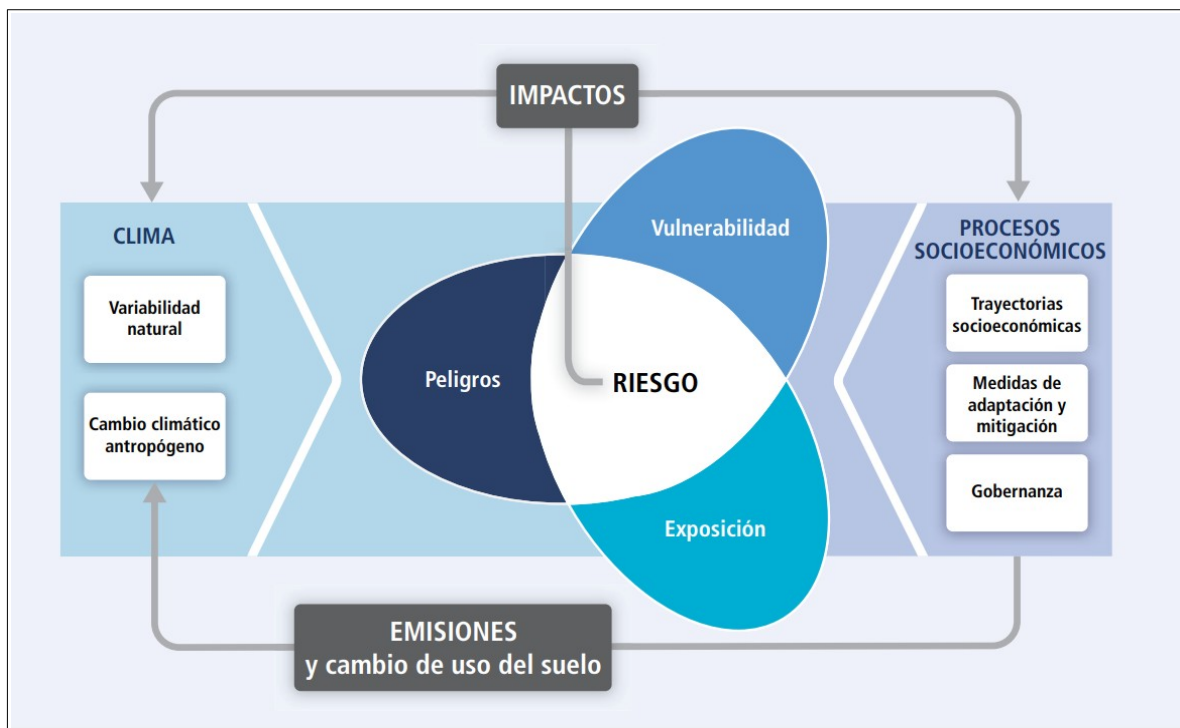 IMPACTOS
CLIMA
Variabilidad
natural
Cambio climático
antropógeno
Peligros
Vulnerabilidad
RIESGO
Exposición
PROCESOS
SOCIOECONÓMICOS
Trayectorias
socioeconómicas
Medidas de
adaptación y
mitigación
Gobernanza
EMISIONES
y cambio de uso del suelo